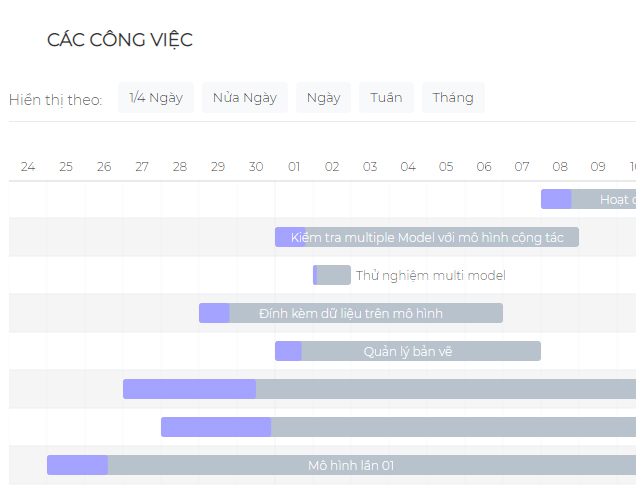 CÁC CÔNG VIỆC
Hiển thị theo: 1/4 Ngày Nửa Ngày Ngày Tuần Tháng
24 25 26 27 28 29 30 01 02 03 04 05 06 07 08 09
Hoạt
Kiểm tra multiple Model với mô hình cộng tác
Thử nghiệm multi model
Đính kèm dữ liệu trên mô hình
Quản lý bản vẽ
Mô hình lần 01